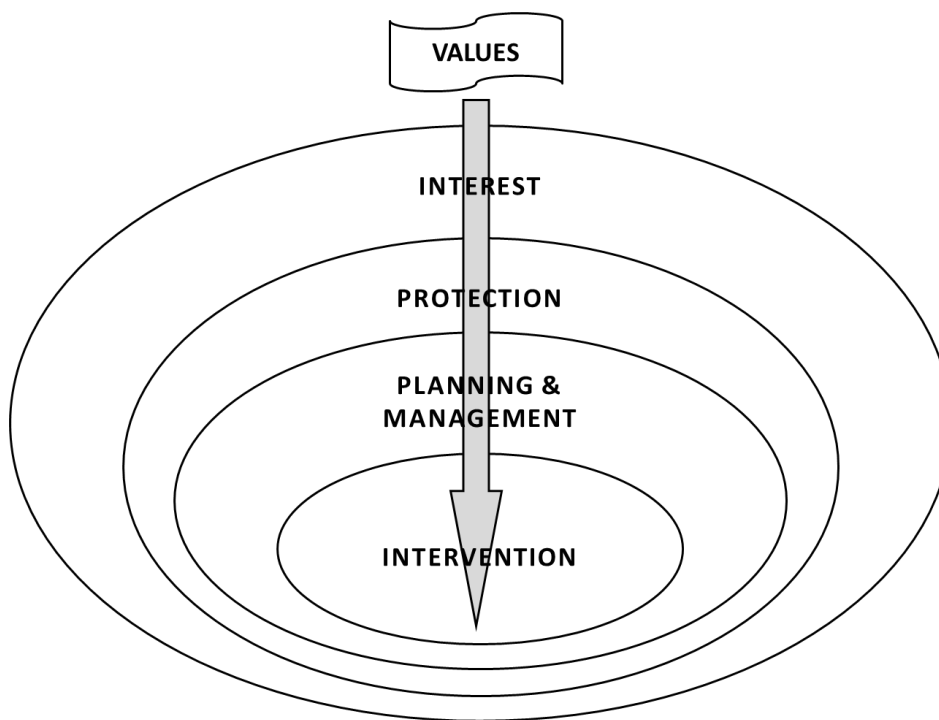 VALUES
INTEREST
PROTECTION
PLANNING &
MANAGEMENT
INTERVENTION